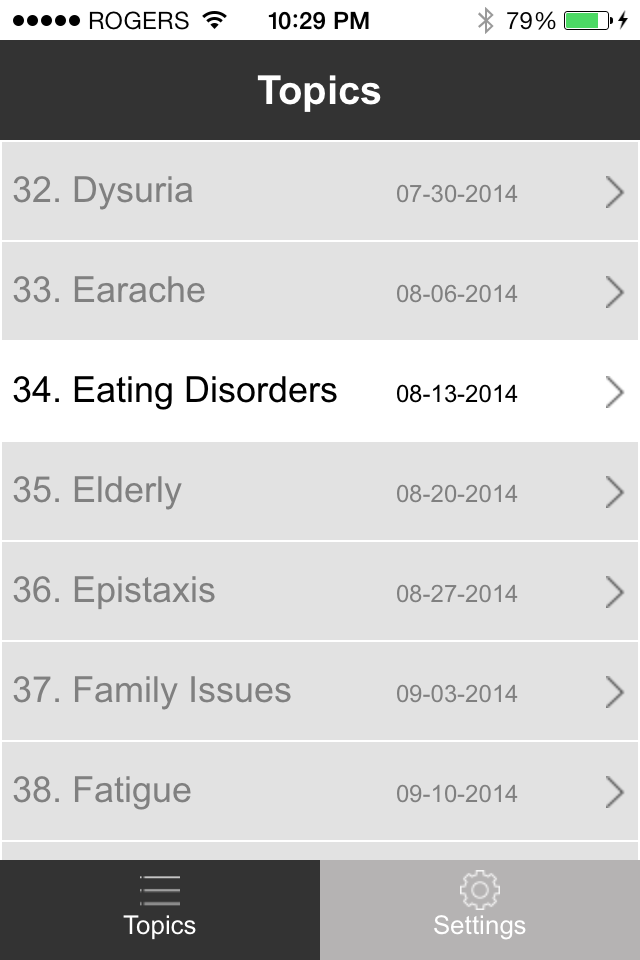 ROGERS 10:29 PM 79%
Topics
32. Dysuria 07-30-2014
33. Earache 08-06-2014
34. Eating Disorders 08-13-2014
35. Elderly 08-20-2014
36. Epistaxis 08-27-2014
37. Family Issues 09-03-2014
38. Fatigue 09-10-2014
Topics Settings